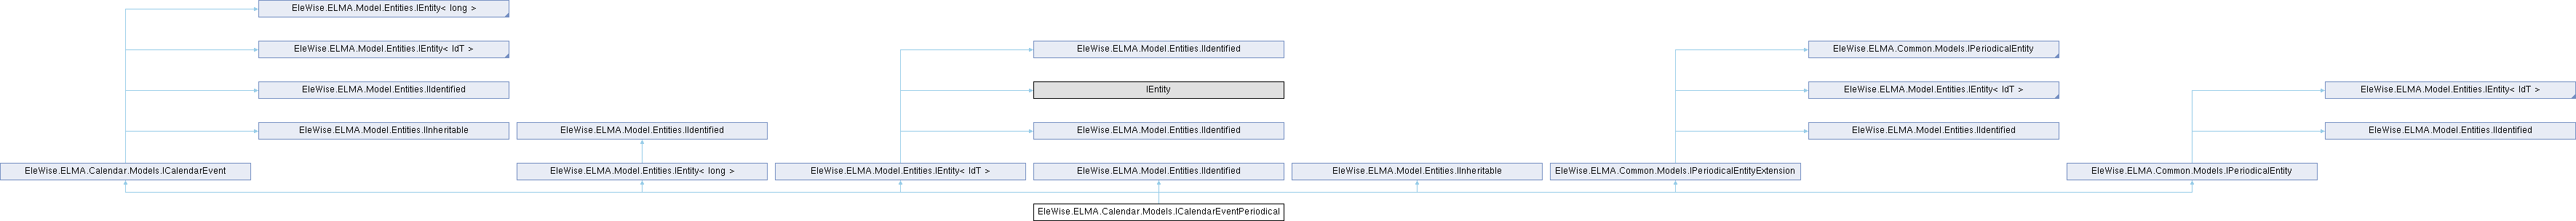 EleWise.ELMA.Model.Entities.IEntity< long >
EleWise.ELMA.Model.Entities.IEntity< IdT >
EleWise.ELMA.Model.Entities.IIdentified
EleWise.ELMA.Common.Models.IPeriodicalEntity
EleWise.ELMA.Model.Entities.IIdentified
IEntity
EleWise.ELMA.Model.Entities.IEntity< IdT >
EleWise.ELMA.Model.Entities.IEntity< IdT >
EleWise.ELMA.Model.Entities.IInheritable
EleWise.ELMA.Model.Entities.IIdentified
EleWise.ELMA.Model.Entities.IIdentified
EleWise.ELMA.Model.Entities.IIdentified
EleWise.ELMA.Model.Entities.IIdentified
EleWise.ELMA.Calendar.Models.ICalendarEvent
EleWise.ELMA.Model.Entities.IEntity< long >
EleWise.ELMA.Model.Entities.IEntity< IdT >
EleWise.ELMA.Model.Entities.IIdentified
EleWise.ELMA.Model.Entities.IInheritable
EleWise.ELMA.Common.Models.IPeriodicalEntityExtension
EleWise.ELMA.Common.Models.IPeriodicalEntity
EleWise.ELMA.Calendar.Models.ICalendarEventPeriodical